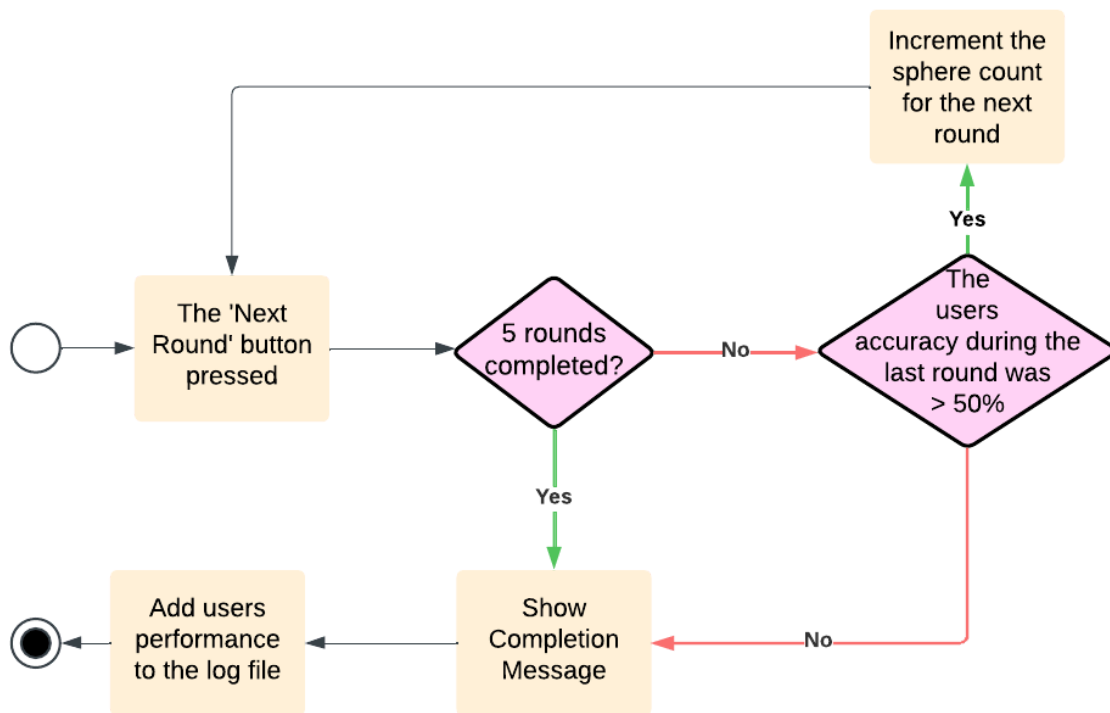 Increment the
sphere count
for the next
round
Yes
The 'Next
Round' button
pressed
5 rounds
completed?
No
The
users
accuracy during the
last round was
> 50%
Yes
No
Add users
performance
to the log file
Show
Completion
Message